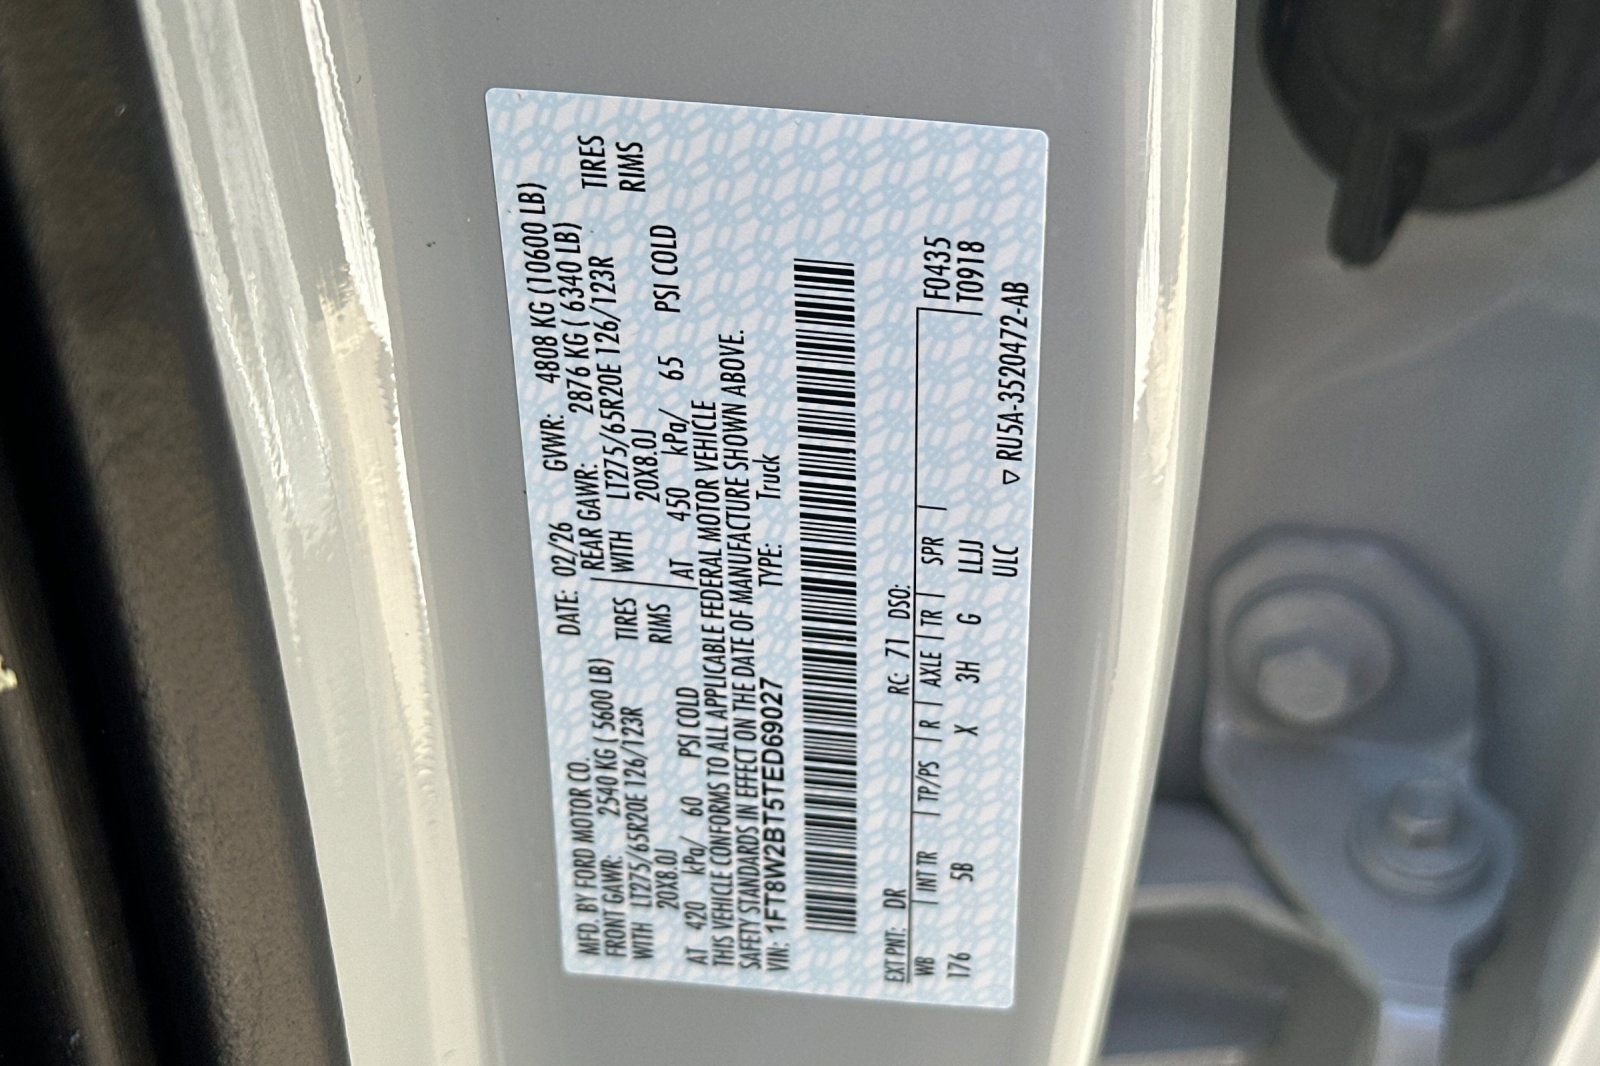 MFD. BY FORD MOTOR CO.
DATE: 02/26 GVWR: 4808 KG (10600 LB)
FRONT GAWR: 2540 KG ( 5600 LB) REAR GAWR: 2876 KG ( 6340 LB)
WITH LT275/65R20E 126/123R TIRES WITH LT275/65R20E 126/123R TIRES
20X8.0J RIMS 20X8.0J RIMS
AT 420 kPa/ 60 PSI COLD AT 450 kPa/ 65 PSI COLD
THIS VEHICLE CONFORMS TO ALL APPLICABLE FEDERAL MOTOR VEHICLE
SAFETY STANDARDS IN EFFECT ON THE DATE OF MANUFACTURE SHOWN ABOVE.
VIN: 1FT8W2BT5TED69027 TYPE: Truck
EXT PNT: DR RC: 71 DSO: F0435
WB INT TR TP/PS R AXLE TR SPR T0918
176 5B X 3H G LLJJ
ULC ▽ RU5A-3520472-AB